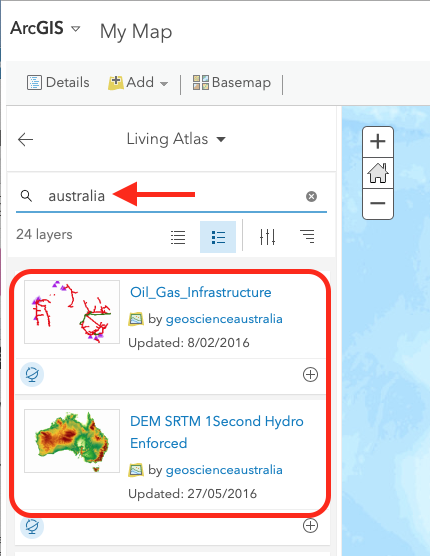 ArcGIS My Map
Details Add Basemap
Living Atlas
australia
24 layers
Oil_Gas_Infrastructure
by geoscienceaustralia
Updated: 8/02/2016
DEM SRTM 1Second Hydro
Enforced
by geoscienceaustralia
Updated: 27/05/2016